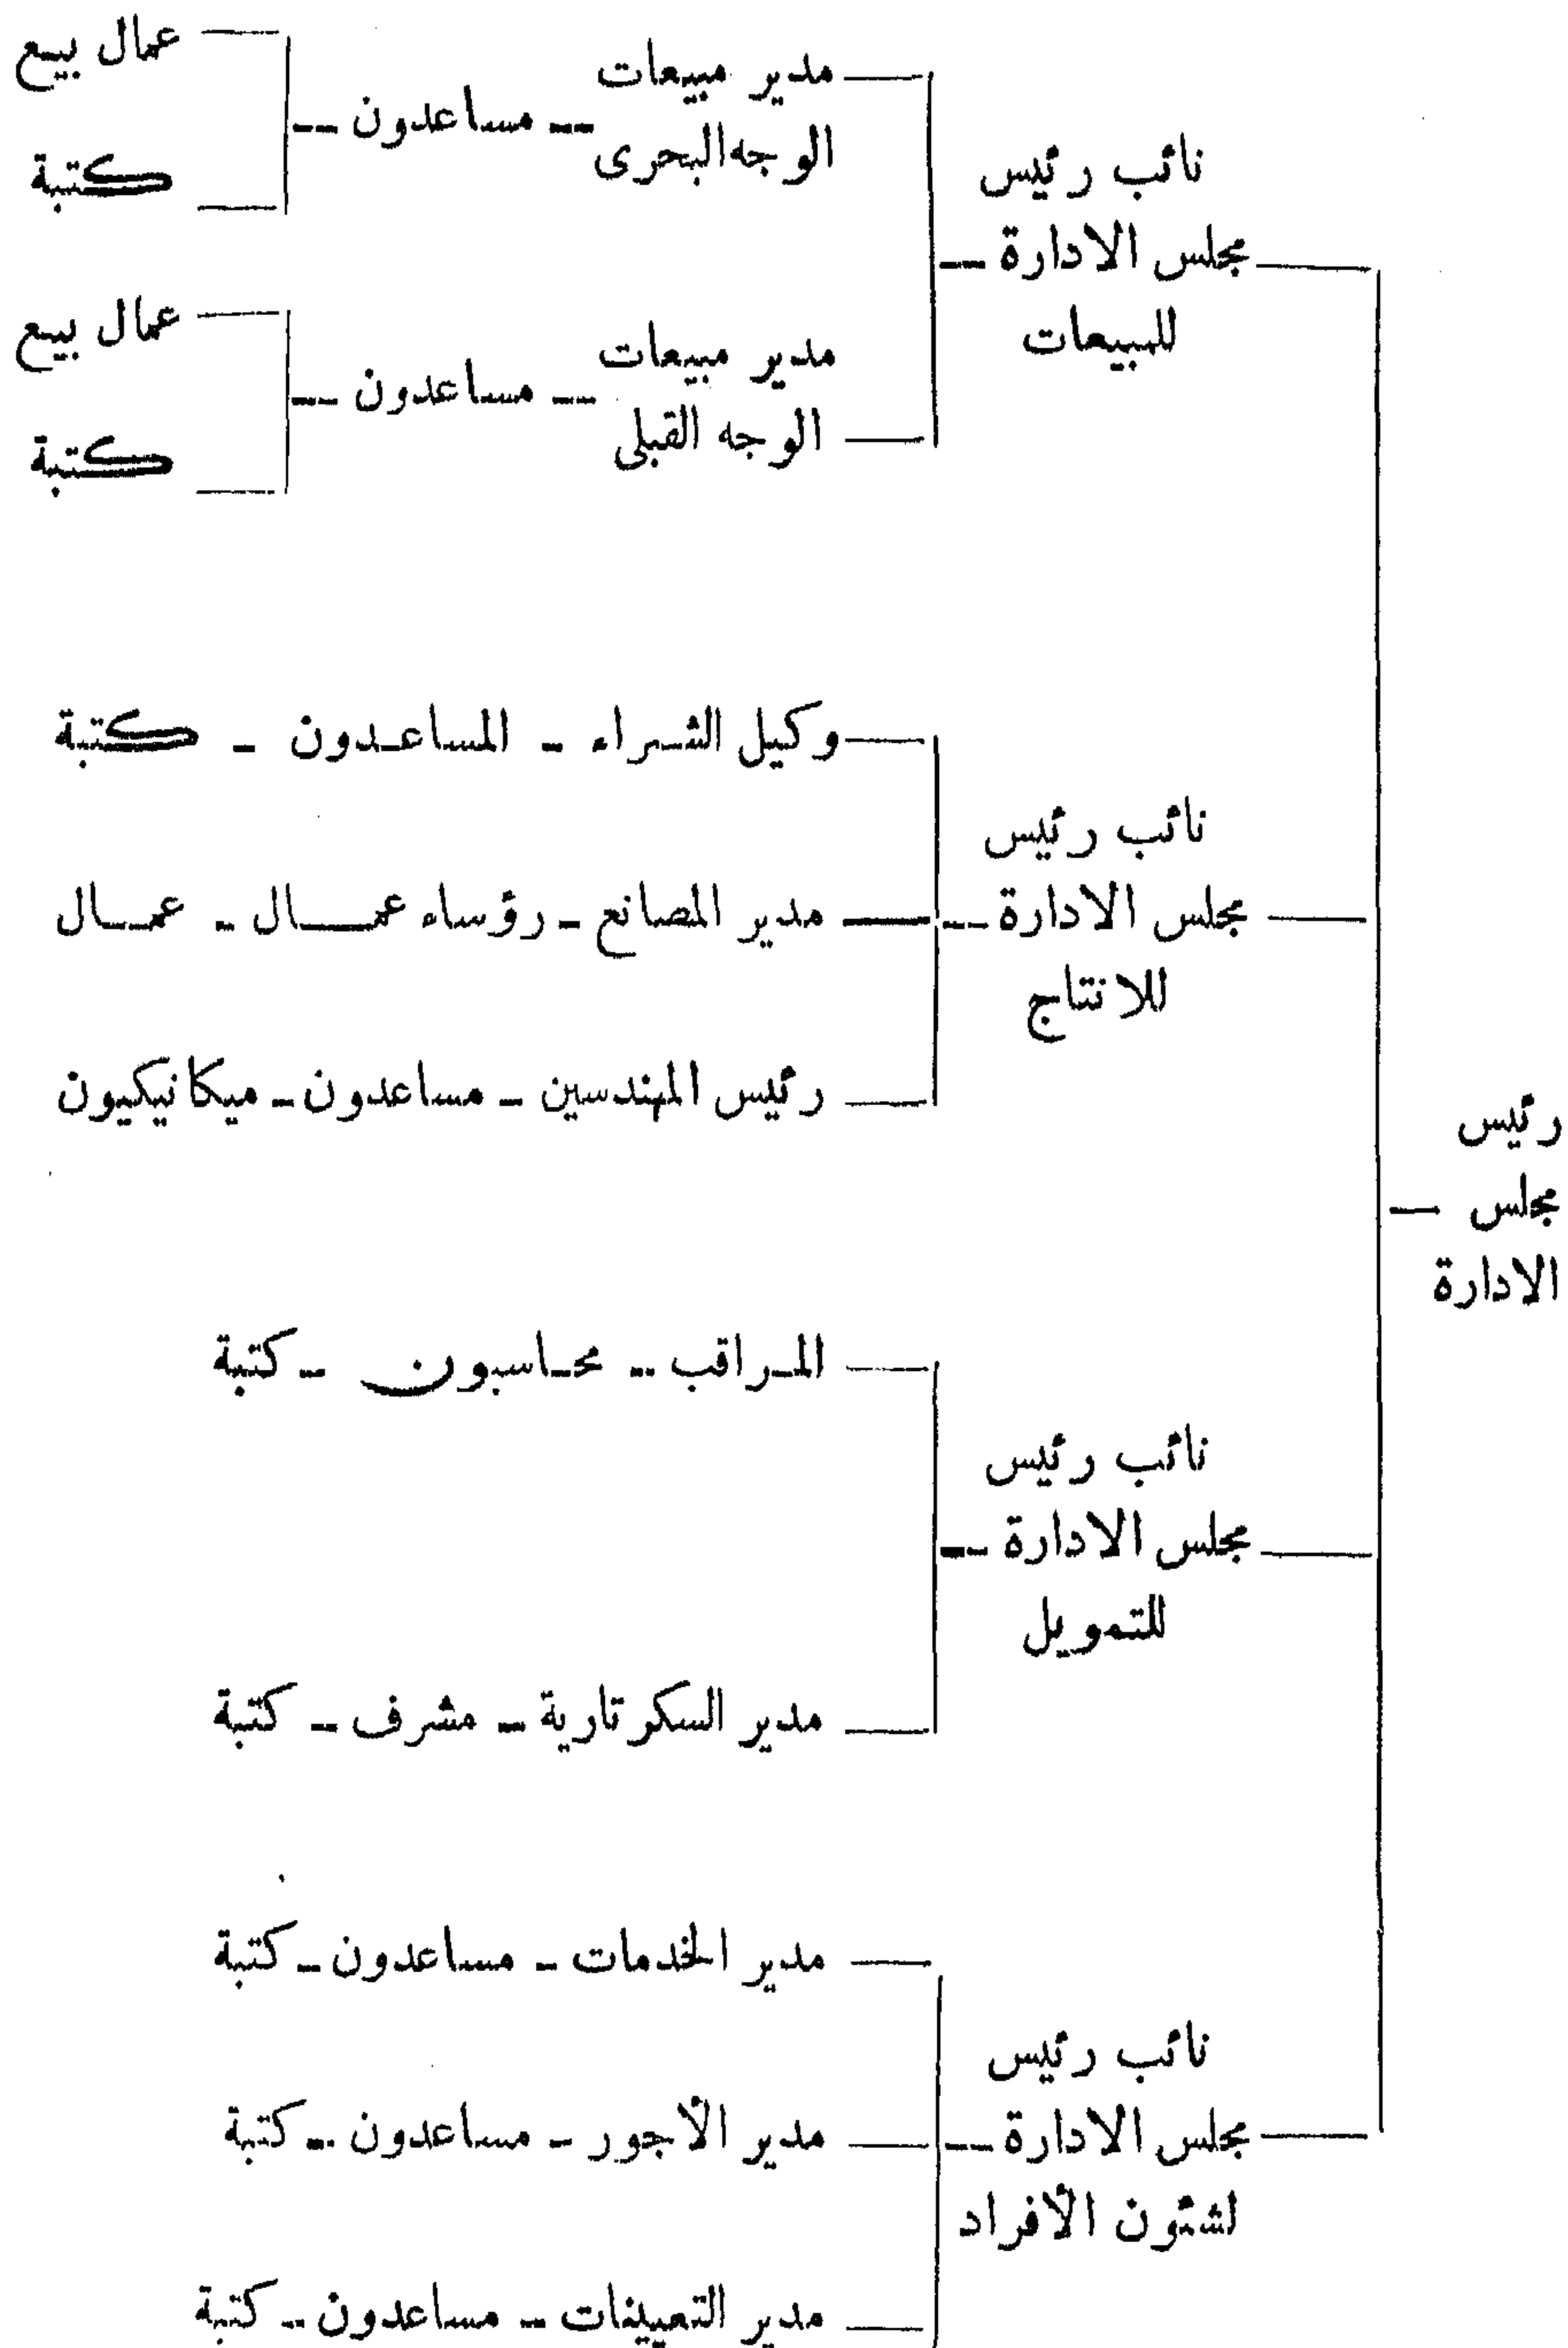 رئيس
مجلس
الادارة
نائب رئيس
مجلس الادارة
للمبيعات
مدير مبيعات
الوجه البحرى
مساعدون
عمال بيع
كتبة
مدير مبيعات
الوجه القبلى
مساعدون
عمال بيع
كتبة
نائب رئيس
مجلس الادارة
للانتاج
وكيل الشراء - المساعدون - كتبة
مدير المصانع - رؤساء عمال - عمال
رئيس المهندسين - مساعدون - ميكانيكيون
نائب رئيس
مجلس الادارة
للتمويل
المراقب - محاسبون - كتبة
مدير السكرتارية - مشرف - كتبة
نائب رئيس
مجلس الادارة
لشئون الأفراد
مدير الخدمات - مساعدون - كتبة
مدير الأجور - مساعدون - كتبة
مدير التعيينات - مساعدون - كتبة